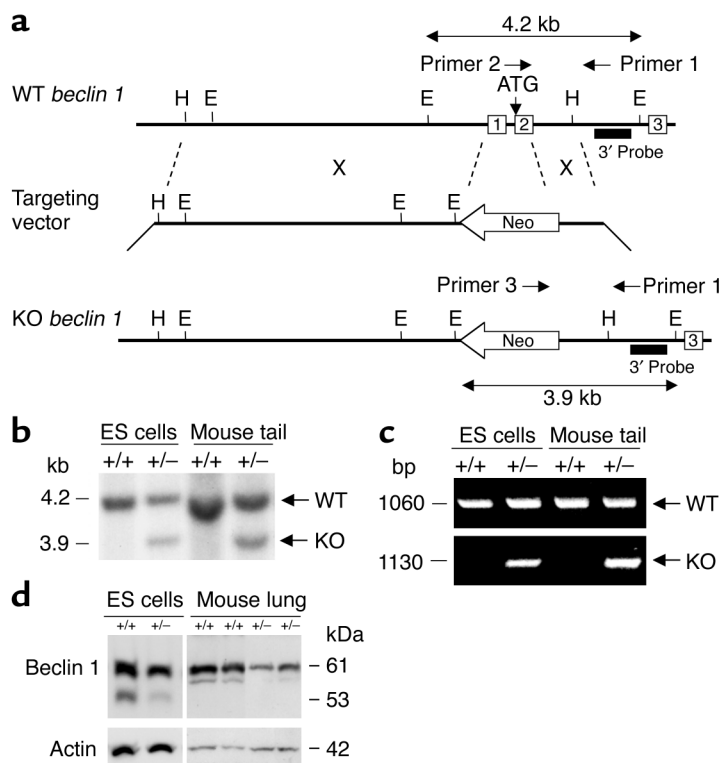 a
4.2 kb
Primer 2 Primer 1
ATG
WT beclin 1
H E E H E
1 2 3
3′ Probe
X X
Targeting vector
H E E E
Neo
Primer 3 Primer 1
KO beclin 1
H E E E H E
Neo 3
3′ Probe
3.9 kb
b
ES cells Mouse tail
kb +/+ +/– +/+ +/–
4.2 – WT
3.9 – KO
c
ES cells Mouse tail
bp +/+ +/– +/+ +/–
1060 – WT
1130 – KO
d
ES cells Mouse lung
+/+ +/– +/+ +/+ +/– +/– kDa
Beclin 1 – 61
– 53
Actin – 42